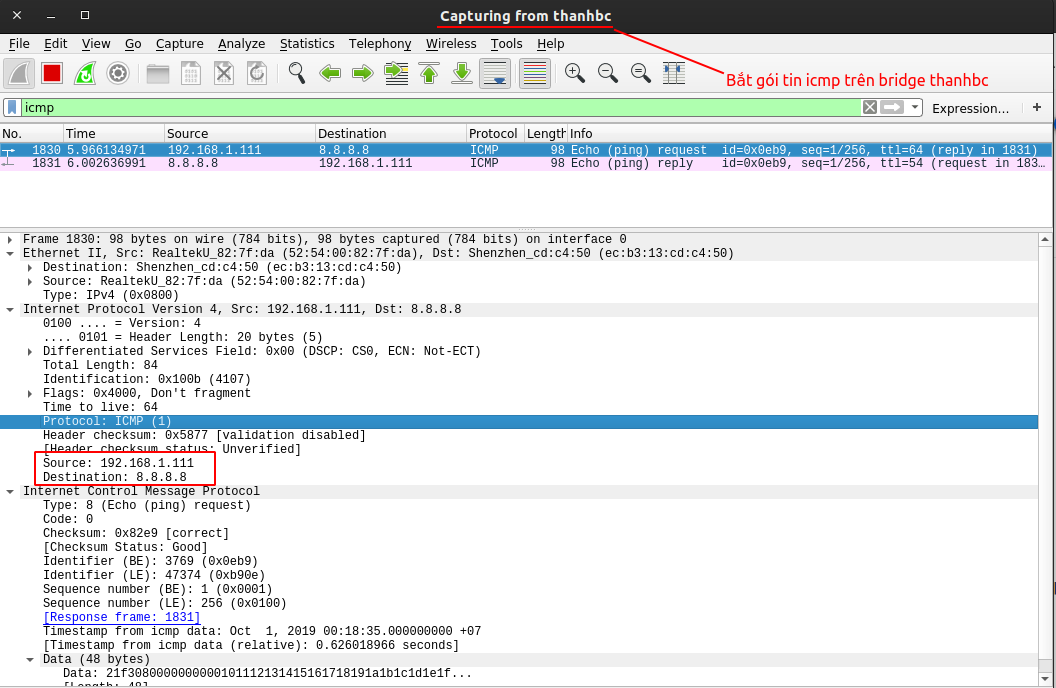 Capturing from thanhbc
File Edit View Go Capture Analyze Statistics Telephony Wireless Tools Help
Bắt gói tin icmp trên bridge thanhbc
icmp Expression... +
No. Time Source Destination Protocol Length Info
1830 5.966134971 192.168.1.111 8.8.8.8 ICMP 98 Echo (ping) request id=0x0eb9, seq=1/256, ttl=64 (reply in 1831)
1831 6.002636991 8.8.8.8 192.168.1.111 ICMP 98 Echo (ping) reply id=0x0eb9, seq=1/256, ttl=54 (request in 183…
Frame 1830: 98 bytes on wire (784 bits), 98 bytes captured (784 bits) on interface 0
Ethernet II, Src: RealtekU_82:7f:da (52:54:00:82:7f:da), Dst: Shenzhen_cd:c4:50 (ec:b3:13:cd:c4:50)
Destination: Shenzhen_cd:c4:50 (ec:b3:13:cd:c4:50)
Source: RealtekU_82:7f:da (52:54:00:82:7f:da)
Type: IPv4 (0x0800)
Internet Protocol Version 4, Src: 192.168.1.111, Dst: 8.8.8.8
0100 .... = Version: 4
.... 0101 = Header Length: 20 bytes (5)
Differentiated Services Field: 0x00 (DSCP: CS0, ECN: Not-ECT)
Total Length: 84
Identification: 0x100b (4107)
Flags: 0x4000, Don't fragment
Time to live: 64
Protocol: ICMP (1)
Header checksum: 0x5877 [validation disabled]
[Header checksum status: Unverified]
Source: 192.168.1.111
Destination: 8.8.8.8
Internet Control Message Protocol
Type: 8 (Echo (ping) request)
Code: 0
Checksum: 0x82e9 [correct]
[Checksum Status: Good]
Identifier (BE): 3769 (0x0eb9)
Identifier (LE): 47374 (0xb90e)
Sequence number (BE): 1 (0x0001)
Sequence number (LE): 256 (0x0100)
[Response frame: 1831]
Timestamp from icmp data: Oct 1, 2019 00:18:35.000000000 +07
[Timestamp from icmp data (relative): 0.626018966 seconds]
Data (48 bytes)
Data: 21f3080000000000101112131415161718191a1b1c1d1e1f...
[Length: 48]